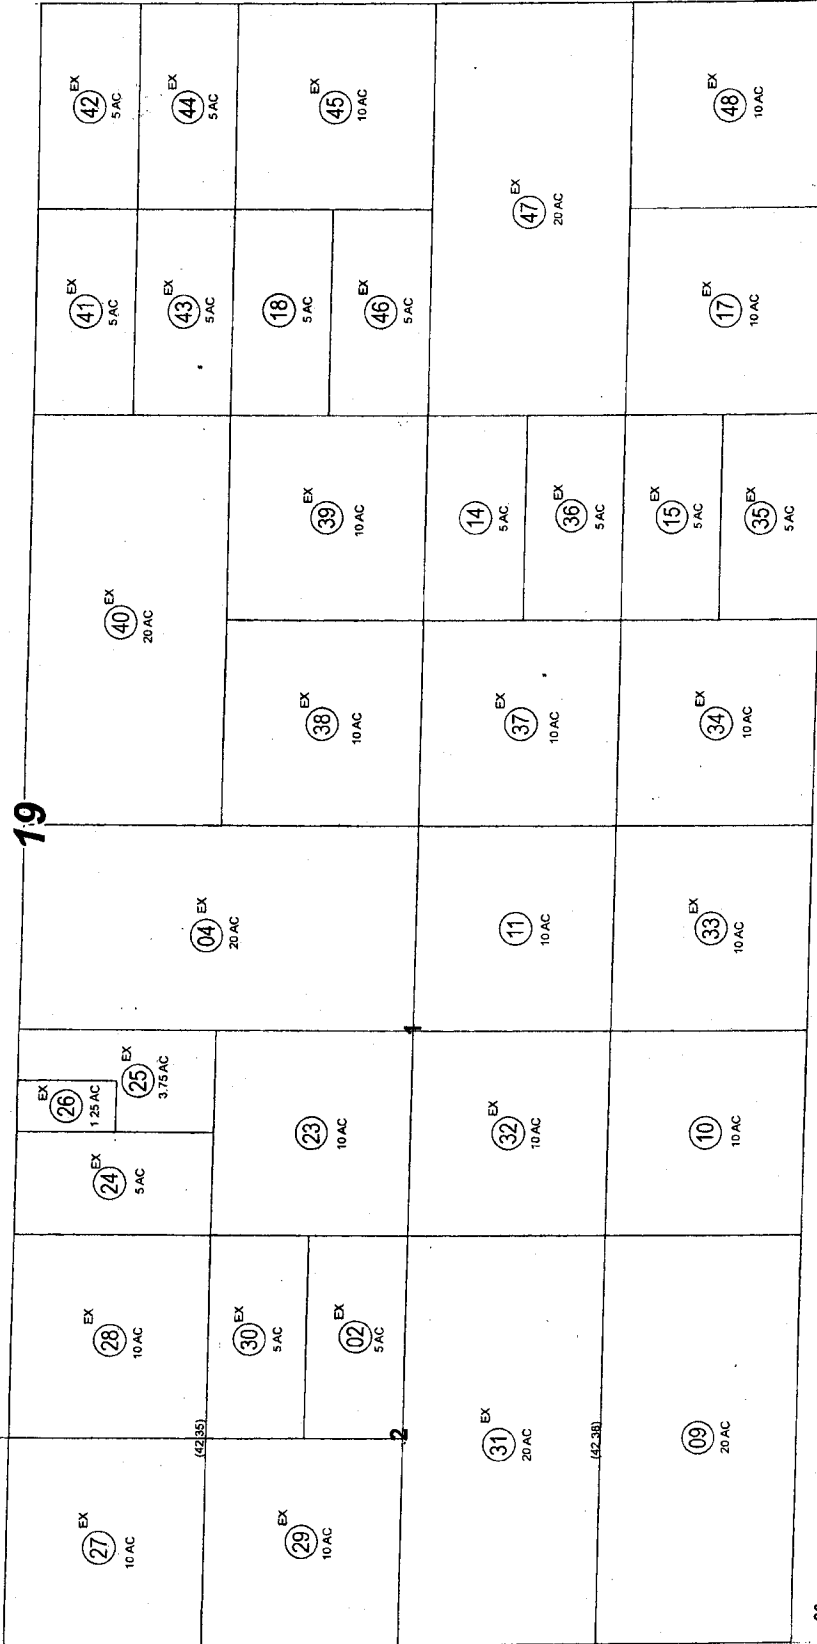 EX
42
5 AC
EX
44
5 AC
EX
45
10 AC
EX
48
10 AC
EX
47
20 AC
EX
41
5 AC
EX
43
5 AC
18
5 AC
EX
46
5 AC
EX
17
10 AC
EX
39
10 AC
14
5 AC
EX
36
5 AC
EX
15
5 AC
EX
35
5 AC
EX
40
20 AC
EX
38
10 AC
EX
37
10 AC
EX
34
10 AC
19
EX
04
20 AC
11
10 AC
EX
33
10 AC
1
EX
25
3.75 AC
EX
26
1.25 AC
EX
24
5 AC
23
10 AC
EX
32
10 AC
10
10 AC
EX
28
10 AC
EX
30
5 AC
EX
02
5 AC
2
(42.35)
EX
31
20 AC
(42.38)
09
20 AC
EX
27
10 AC
EX
29
10 AC